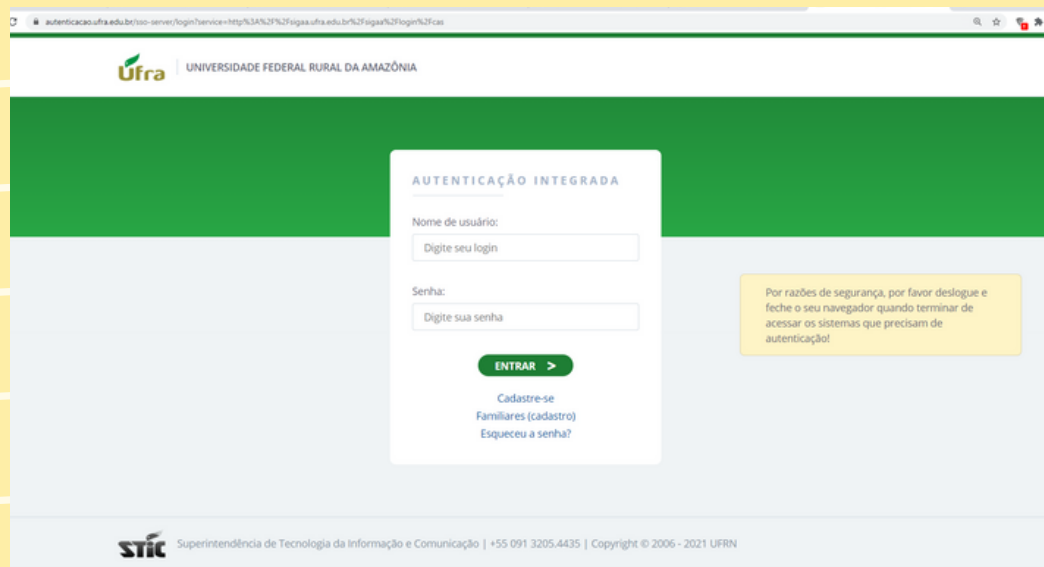 autenticacao.ufra.edu.br/sso-server/login?service=http%3A%2F%2Fsigaa.ufra.edu.br%2Fsigaa%2Flogin%2Fcas
Ufra
UNIVERSIDADE FEDERAL RURAL DA AMAZÔNIA
AUTENTICAÇÃO INTEGRADA
Nome de usuário:
Digite seu login
Senha:
Digite sua senha
ENTRAR >
Cadastre-se
Familiares (cadastro)
Esqueceu a senha?
Por razões de segurança, por favor deslogue e
feche o seu navegador quando terminar de
acessar os sistemas que precisam de
autenticação!
STIC
Superintendência de Tecnologia da Informação e Comunicação | +55 091 3205.4435 | Copyright © 2006 - 2021 UFRN